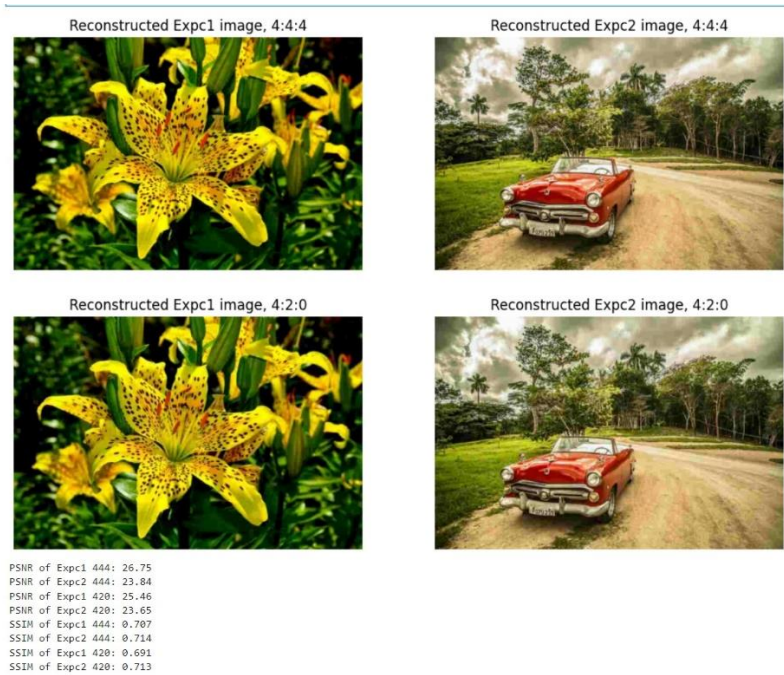 Reconstructed Expc1 image, 4:4:4
Reconstructed Expc2 image, 4:4:4
Reconstructed Expc1 image, 4:2:0
Reconstructed Expc2 image, 4:2:0
PSNR of Expc1 444: 26.75
PSNR of Expc2 444: 23.84
PSNR of Expc1 420: 25.46
PSNR of Expc2 420: 23.65
SSIM of Expc1 444: 0.707
SSIM of Expc2 444: 0.714
SSIM of Expc1 420: 0.691
SSIM of Expc2 420: 0.713